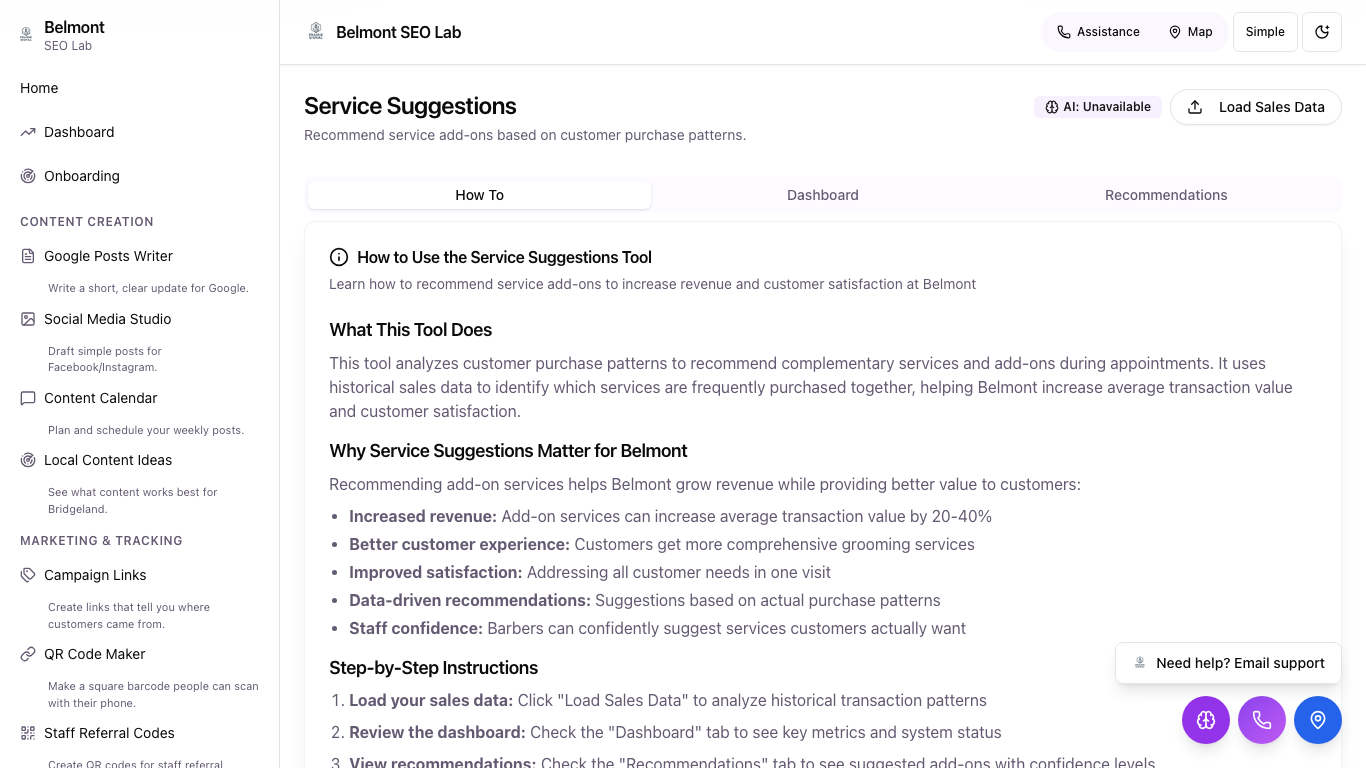 Belmont
SEO Lab
Home
Dashboard
Onboarding
CONTENT CREATION
Google Posts Writer
Write a short, clear update for Google.
Social Media Studio
Draft simple posts for
Facebook/Instagram.
Content Calendar
Plan and schedule your weekly posts.
Local Content Ideas
See what content works best for
Bridgeland.
MARKETING & TRACKING
Campaign Links
Create links that tell you where
customers came from.
QR Code Maker
Make a square barcode people can scan
with their phone.
Staff Referral Codes
Create QR codes for staff referral
Belmont SEO Lab
Assistance
Map
Simple
Service Suggestions
Recommend service add-ons based on customer purchase patterns.
AI: Unavailable
Load Sales Data
How To
Dashboard
Recommendations
How to Use the Service Suggestions Tool
Learn how to recommend service add-ons to increase revenue and customer satisfaction at Belmont
What This Tool Does
This tool analyzes customer purchase patterns to recommend complementary services and add-ons during appointments. It uses
historical sales data to identify which services are frequently purchased together, helping Belmont increase average transaction value
and customer satisfaction.
Why Service Suggestions Matter for Belmont
Recommending add-on services helps Belmont grow revenue while providing better value to customers:
• Increased revenue: Add-on services can increase average transaction value by 20-40%
• Better customer experience: Customers get more comprehensive grooming services
• Improved satisfaction: Addressing all customer needs in one visit
• Data-driven recommendations: Suggestions based on actual purchase patterns
• Staff confidence: Barbers can confidently suggest services customers actually want
Step-by-Step Instructions
1. Load your sales data: Click "Load Sales Data" to analyze historical transaction patterns
2. Review the dashboard: Check the "Dashboard" tab to see key metrics and system status
3. View recommendations: Check the "Recommendations" tab to see suggested add-ons with confidence levels
Need help? Email support